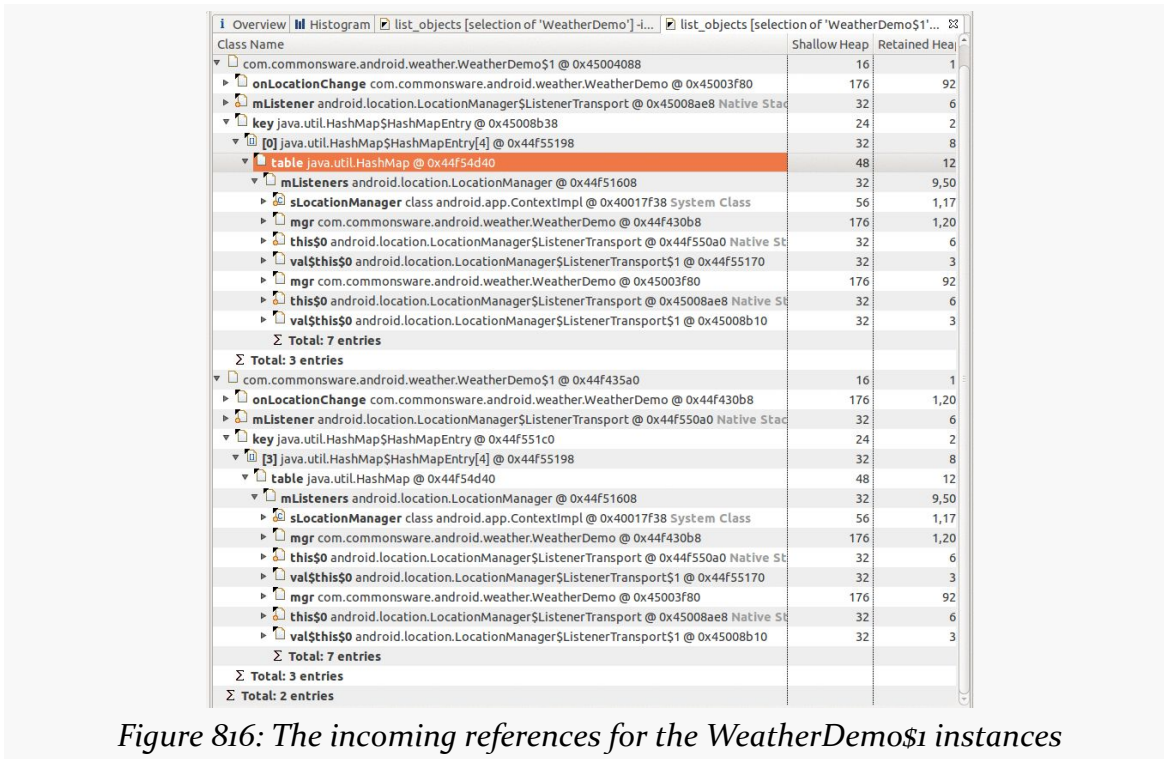 i Overview Histogram list_objects [selection of 'WeatherDemo'] -i... list_objects [selection of 'WeatherDemo$1'...
Class Name Shallow Heap Retained Heap
com.commonsware.android.weather.WeatherDemo$1 @ 0x45004088 16 1
onLocationChange com.commonsware.android.weather.WeatherDemo @ 0x45003f80 176 92
mListener android.location.LocationManager$ListenerTransport @ 0x45008ae8 Native Stac 32 6
key java.util.HashMap$HashMapEntry @ 0x45008b38 24 2
[0] java.util.HashMap$HashMapEntry[4] @ 0x44f55198 32 8
table java.util.HashMap @ 0x44f54d40 48 12
mListeners android.location.LocationManager @ 0x44f51608 32 9,50
sLocationManager class android.app.ContextImpl @ 0x40017f38 System Class 56 1,17
mgr com.commonsware.android.weather.WeatherDemo @ 0x44f430b8 176 1,20
this$0 android.location.LocationManager$ListenerTransport @ 0x44f550a0 Native St 32 6
val$this$0 android.location.LocationManager$ListenerTransport$1 @ 0x44f55170 32 3
mgr com.commonsware.android.weather.WeatherDemo @ 0x45003f80 176 92
this$0 android.location.LocationManager$ListenerTransport @ 0x45008ae8 Native St 32 6
val$this$0 android.location.LocationManager$ListenerTransport$1 @ 0x45008b10 32 3
Σ Total: 7 entries
Σ Total: 3 entries
com.commonsware.android.weather.WeatherDemo$1 @ 0x44f435a0 16 1
onLocationChange com.commonsware.android.weather.WeatherDemo @ 0x44f430b8 176 1,20
mListener android.location.LocationManager$ListenerTransport @ 0x44f550a0 Native Stac 32 6
key java.util.HashMap$HashMapEntry @ 0x44f551c0 24 2
[3] java.util.HashMap$HashMapEntry[4] @ 0x44f55198 32 8
table java.util.HashMap @ 0x44f54d40 48 12
mListeners android.location.LocationManager @ 0x44f51608 32 9,50
sLocationManager class android.app.ContextImpl @ 0x40017f38 System Class 56 1,17
mgr com.commonsware.android.weather.WeatherDemo @ 0x44f430b8 176 1,20
this$0 android.location.LocationManager$ListenerTransport @ 0x44f550a0 Native St 32 6
val$this$0 android.location.LocationManager$ListenerTransport$1 @ 0x44f55170 32 3
mgr com.commonsware.android.weather.WeatherDemo @ 0x45003f80 176 92
this$0 android.location.LocationManager$ListenerTransport @ 0x45008ae8 Native St 32 6
val$this$0 android.location.LocationManager$ListenerTransport$1 @ 0x45008b10 32 3
Σ Total: 7 entries
Σ Total: 3 entries
Σ Total: 2 entries
Figure 816: The incoming references for the WeatherDemo$1 instances